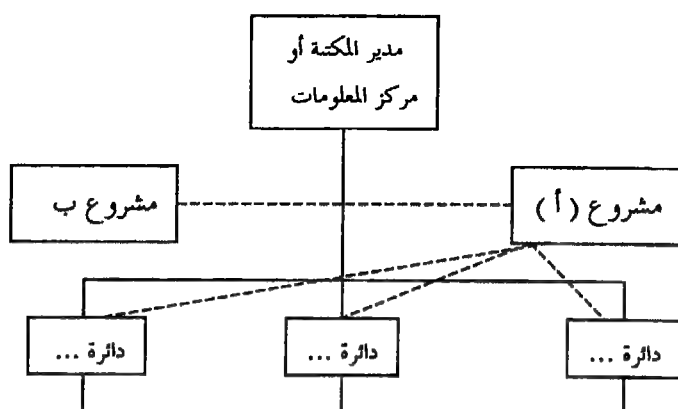 مدير المكتبة أو
مركز المعلومات
مشروع (أ)
مشروع ب
دائرة ...
دائرة ...
دائرة ...